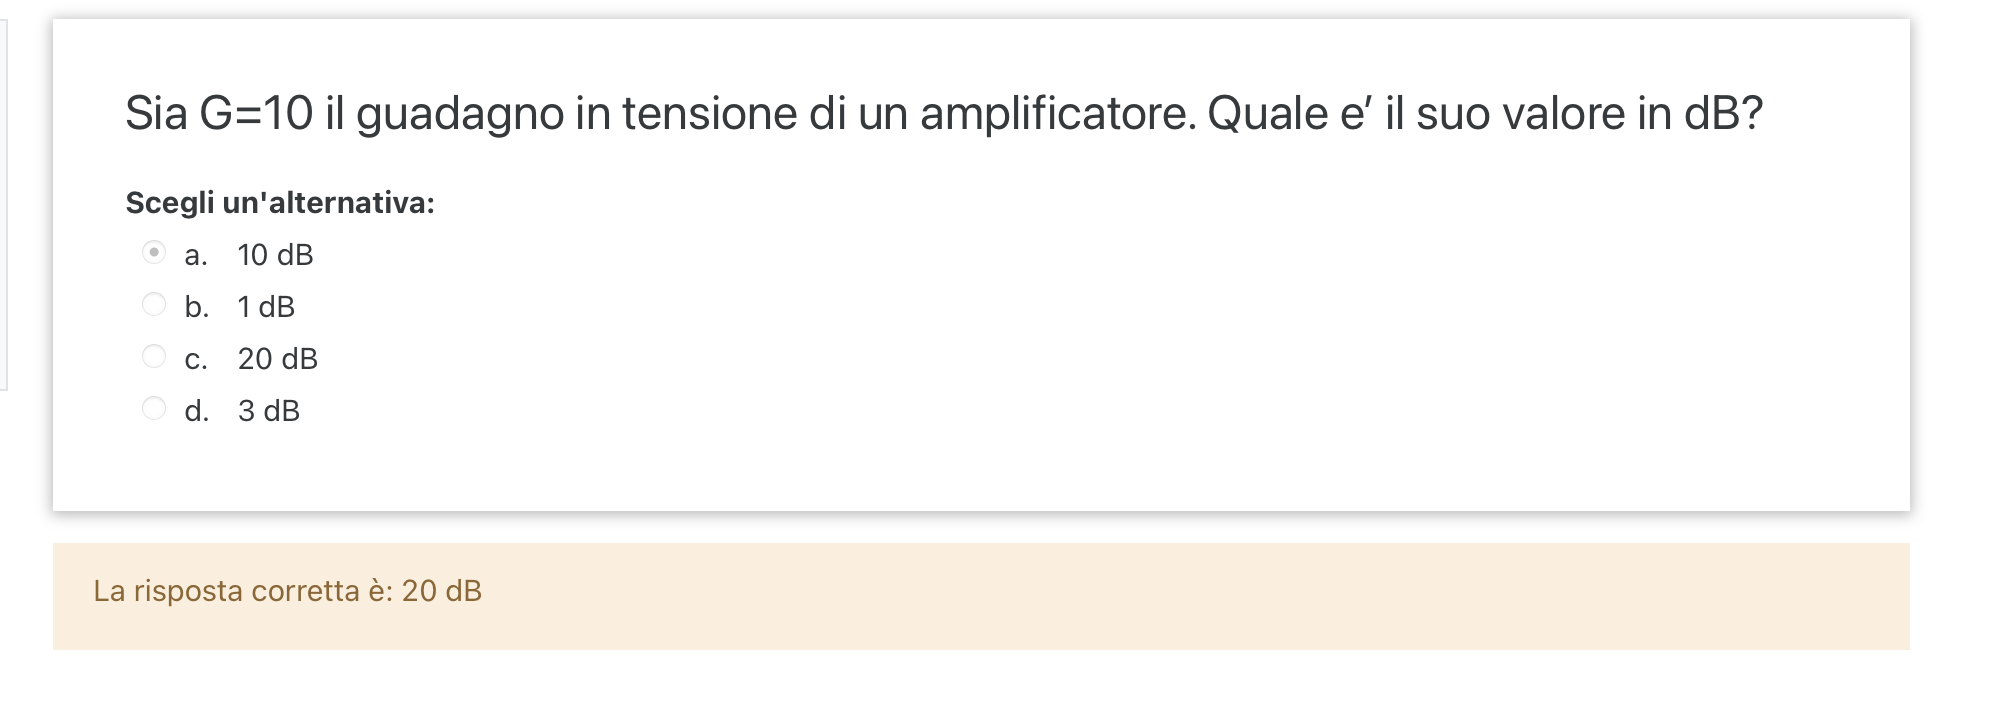 Sia G=10 il guadagno in tensione di un amplificatore. Quale e’ il suo valore in dB?
Scegli un'alternativa:
a. 10 dB
b. 1 dB
c. 20 dB
d. 3 dB
La risposta corretta è: 20 dB